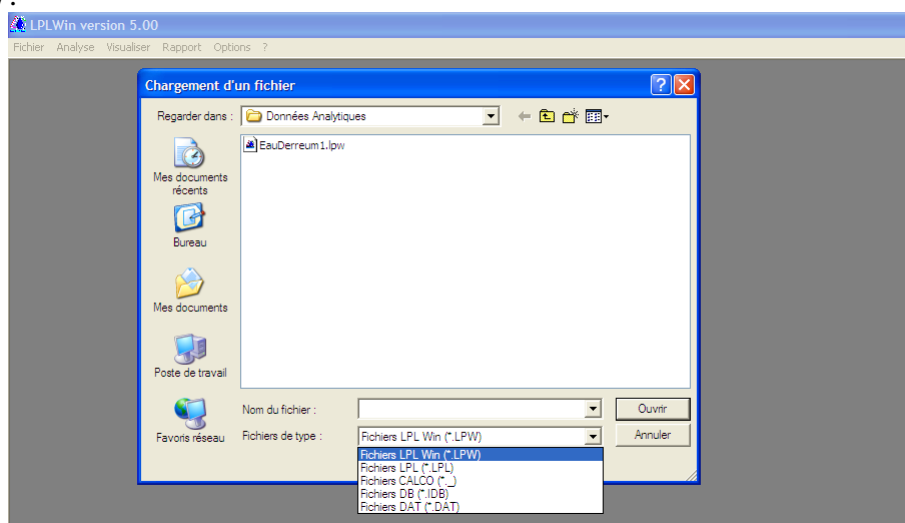 LPLWin version 5.00
Fichier Analyse Visualiser Rapport Options ?
Chargement d'un fichier
Regarder dans : Données Analytiques
EauDerreum1.lpw
Mes documents
récents
Bureau
Mes documents
Poste de travail
Favoris réseau
Nom du fichier :
Ouvrir
Fichiers de type : Fichiers LPL Win (*.LPW)
Annuler
Fichiers LPL Win (*.LPW)
Fichiers LPL (*.LPL)
Fichiers CALCO (*._)
Fichiers DB (*.IDB)
Fichiers DAT (*.DAT)